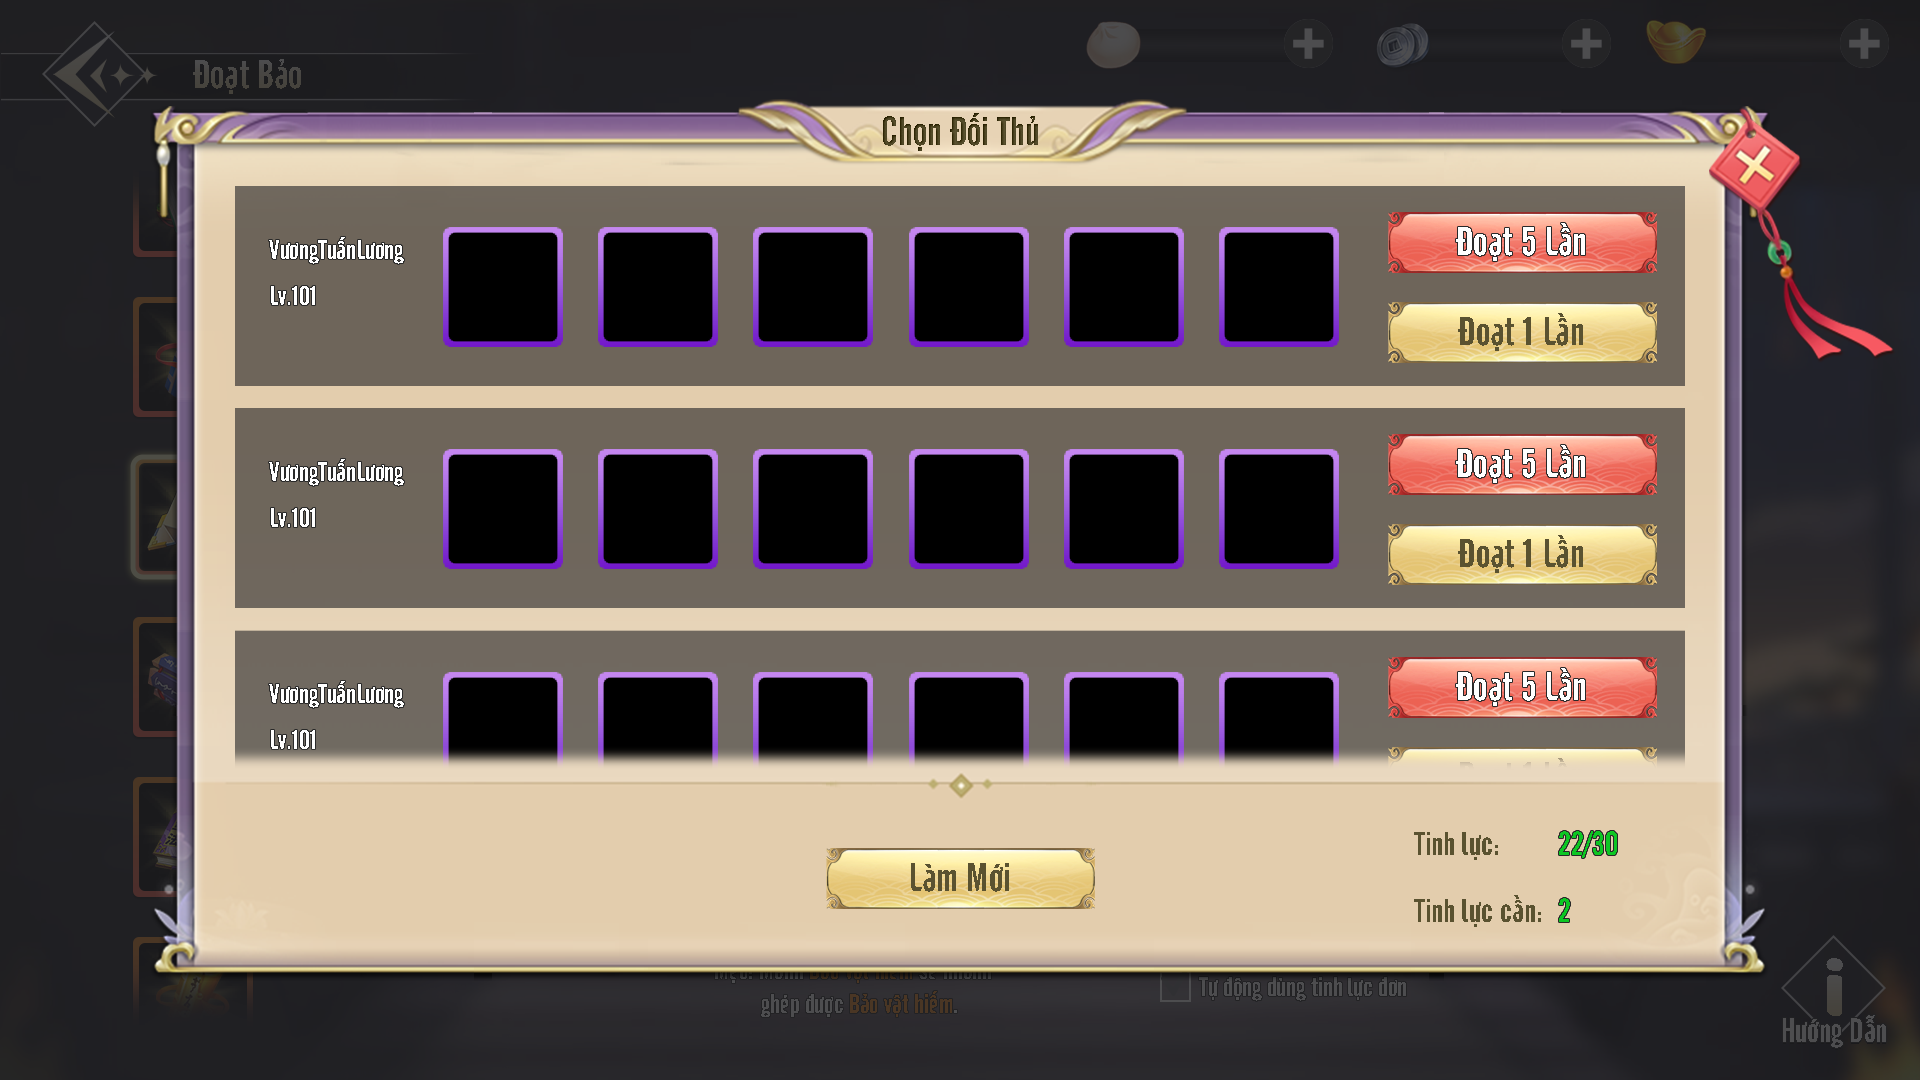 Đoạt Bảo
Chọn Đối Thủ
VươngTuấnLương
Lv.101
Đoạt 5 Lần
Đoạt 1 Lần
VươngTuấnLương
Lv.101
Đoạt 5 Lần
Đoạt 1 Lần
VươngTuấnLương
Lv.101
Đoạt 5 Lần
Làm Mới
Tinh lực: 22/30
Tinh lực cần: 2
ghép được Bảo vật hiếm.
Tự động dùng tinh lực đơn
Hướng Dẫn